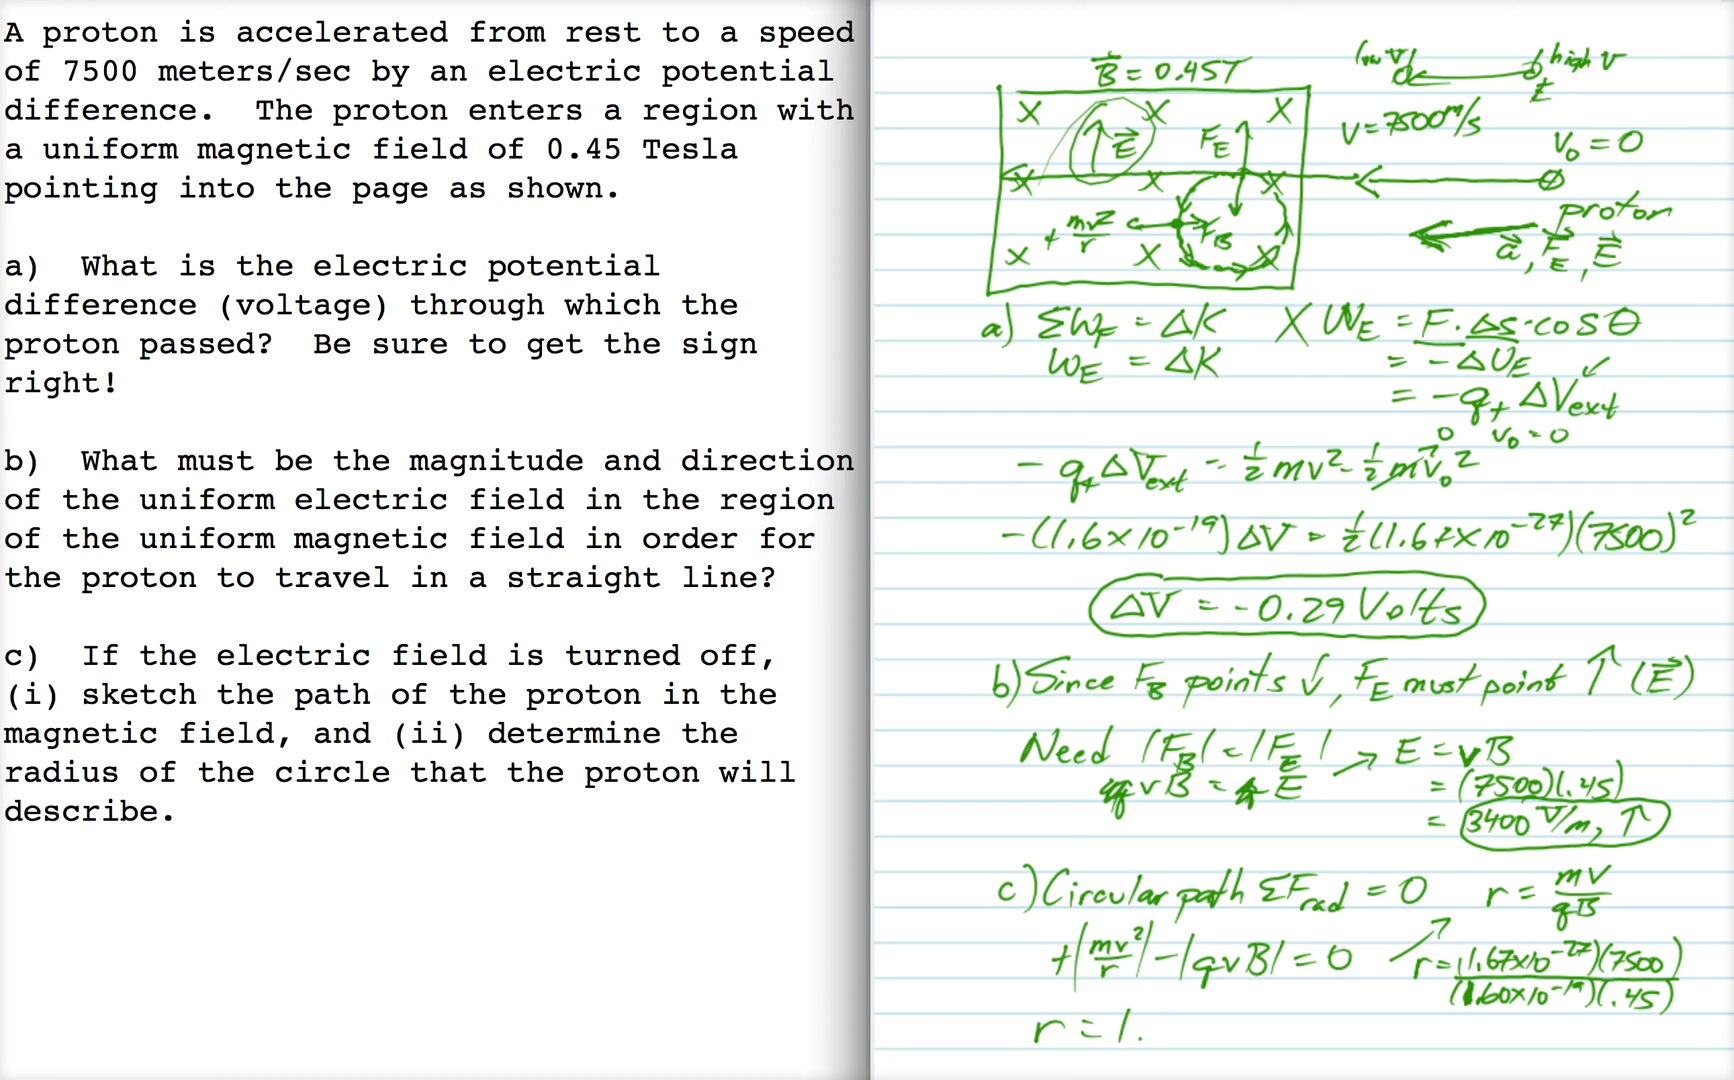 A proton is accelerated from rest to a speed
of 7500 meters/sec by an electric potential
difference.  The proton enters a region with
a uniform magnetic field of 0.45 Tesla
pointing into the page as shown.
a)  What is the electric potential
difference (voltage) through which the
proton passed?  Be sure to get the sign
right!
b)  What must be the magnitude and direction
of the uniform electric field in the region
of the uniform magnetic field in order for
the proton to travel in a straight line?
c)  If the electric field is turned off,
(i) sketch the path of the proton in the
magnetic field, and (ii) determine the
radius of the circle that the proton will
describe.
B⃗ = 0.45T
low V
high V
V = 7500 m/s
V₀ = 0
X X X
↑ E⃗
F_E
X X X
proton
+ mv²/r
F_B
a⃗, F⃗_E, E⃗
X X X
a) ΣW_F = ΔK
X W_E = F·Δs·cosθ
W_E = ΔK
= -ΔU_E
= -q₊ ΔV_ext
0 V₀ = 0
- q₊ΔV_ext = ½mv² - ½mv₀²
-(1.6×10⁻¹⁹)ΔV = ½(1.67×10⁻²⁷)(7500)²
ΔV = -0.29 Volts
b) Since F_B points ↓, F_E must point ↑ (E⃗)
Need |F_B| = |F_E| → E = vB
qvB = qE
= (7500)(.45)
= 3400 V/m, ↑
c) Circular path ΣF_rad = 0
r = mv/qB
+|mv²/r| - |qvB| = 0
r = (1.67×10⁻²⁷)(7500)/(1.60×10⁻¹⁹)(.45)
r = 1.